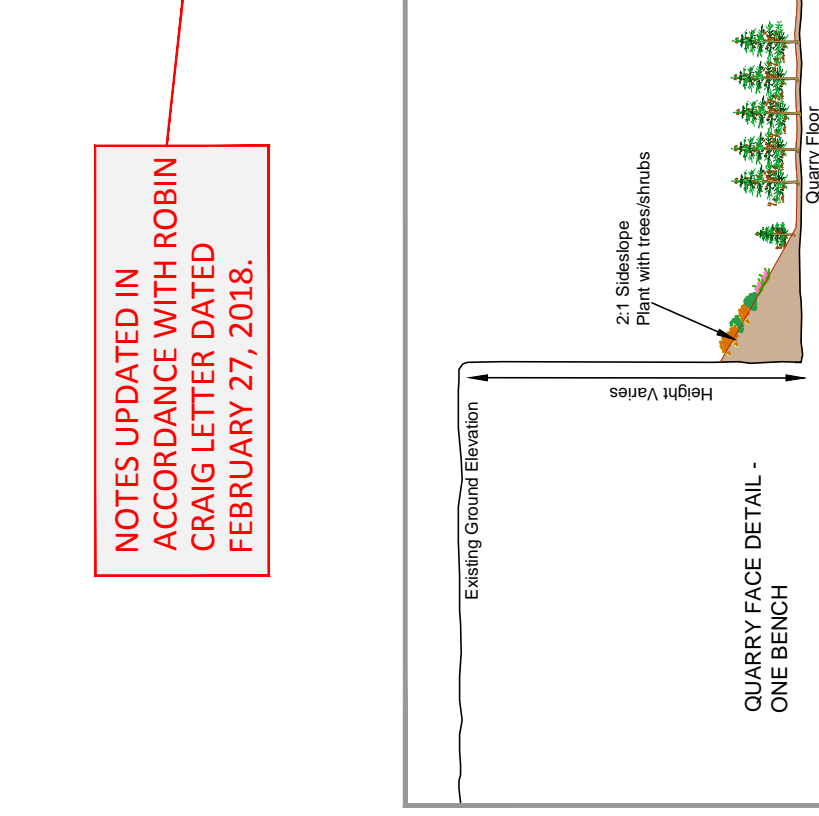 NOTES UPDATED IN
ACCORDANCE WITH ROBIN
CRAIG LETTER DATED
FEBRUARY 27, 2018.
Existing Ground Elevation
2:1 Sideslope
Plant with trees/shrubs
Height Varies
QUARRY FACE DETAIL -
ONE BENCH
Quarry Floor